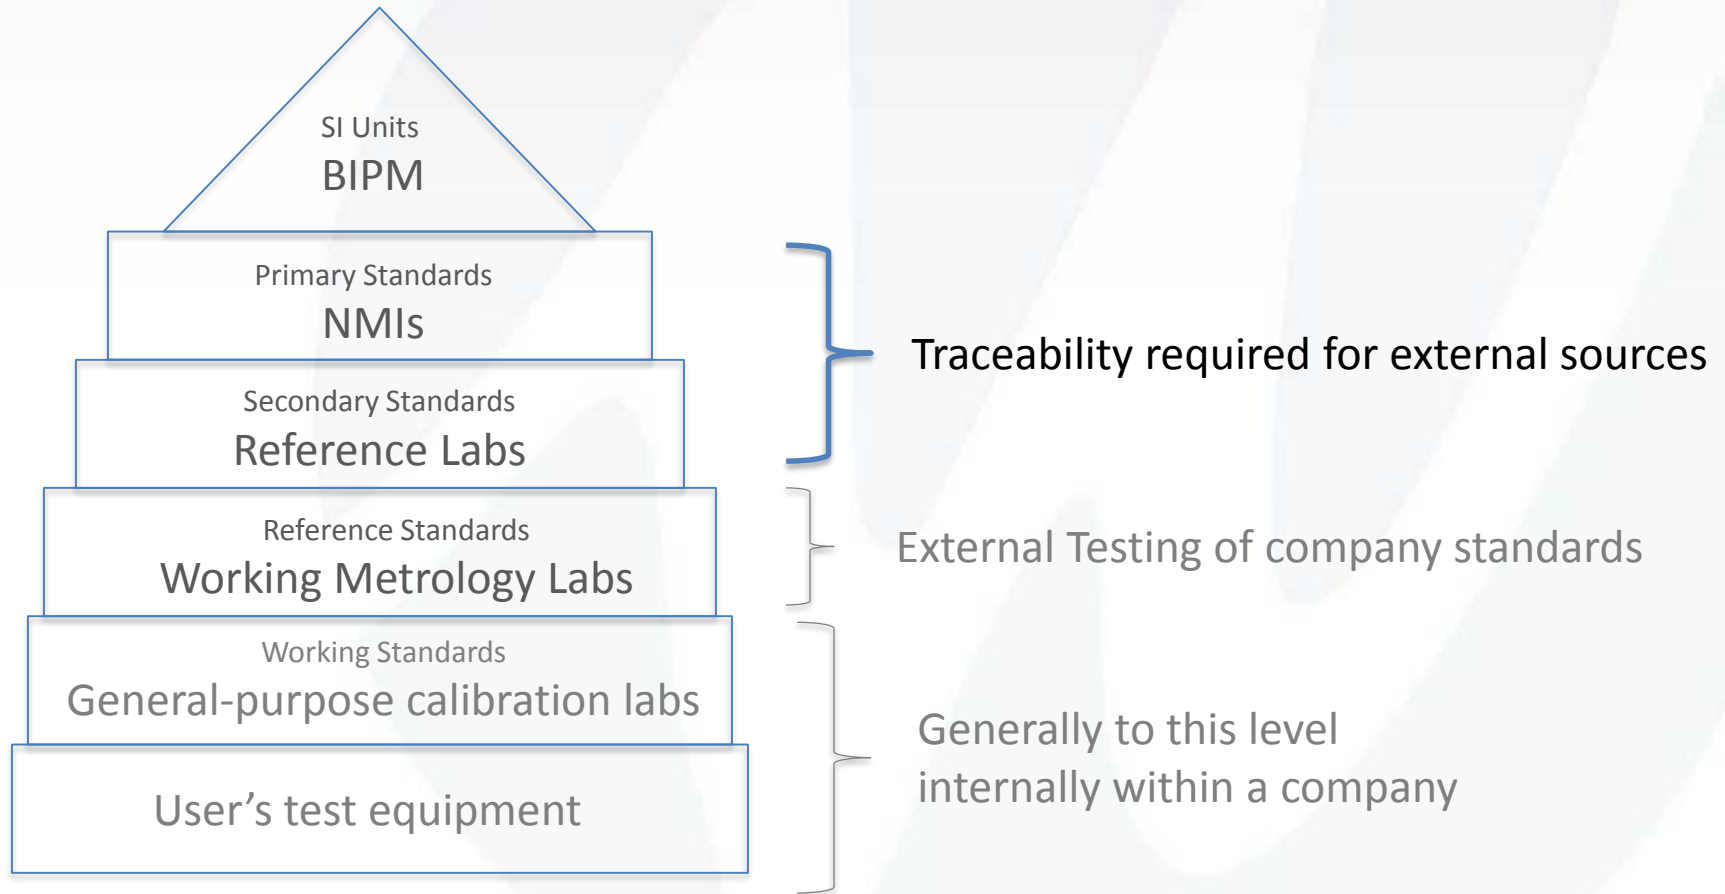 SI Units
BIPM
Primary Standards
NMIs
Traceability required for external sources
Secondary Standards
Reference Labs
Reference Standards
Working Metrology Labs
External Testing of company standards
Working Standards
General-purpose calibration labs
User’s test equipment
Generally to this level
internally within a company